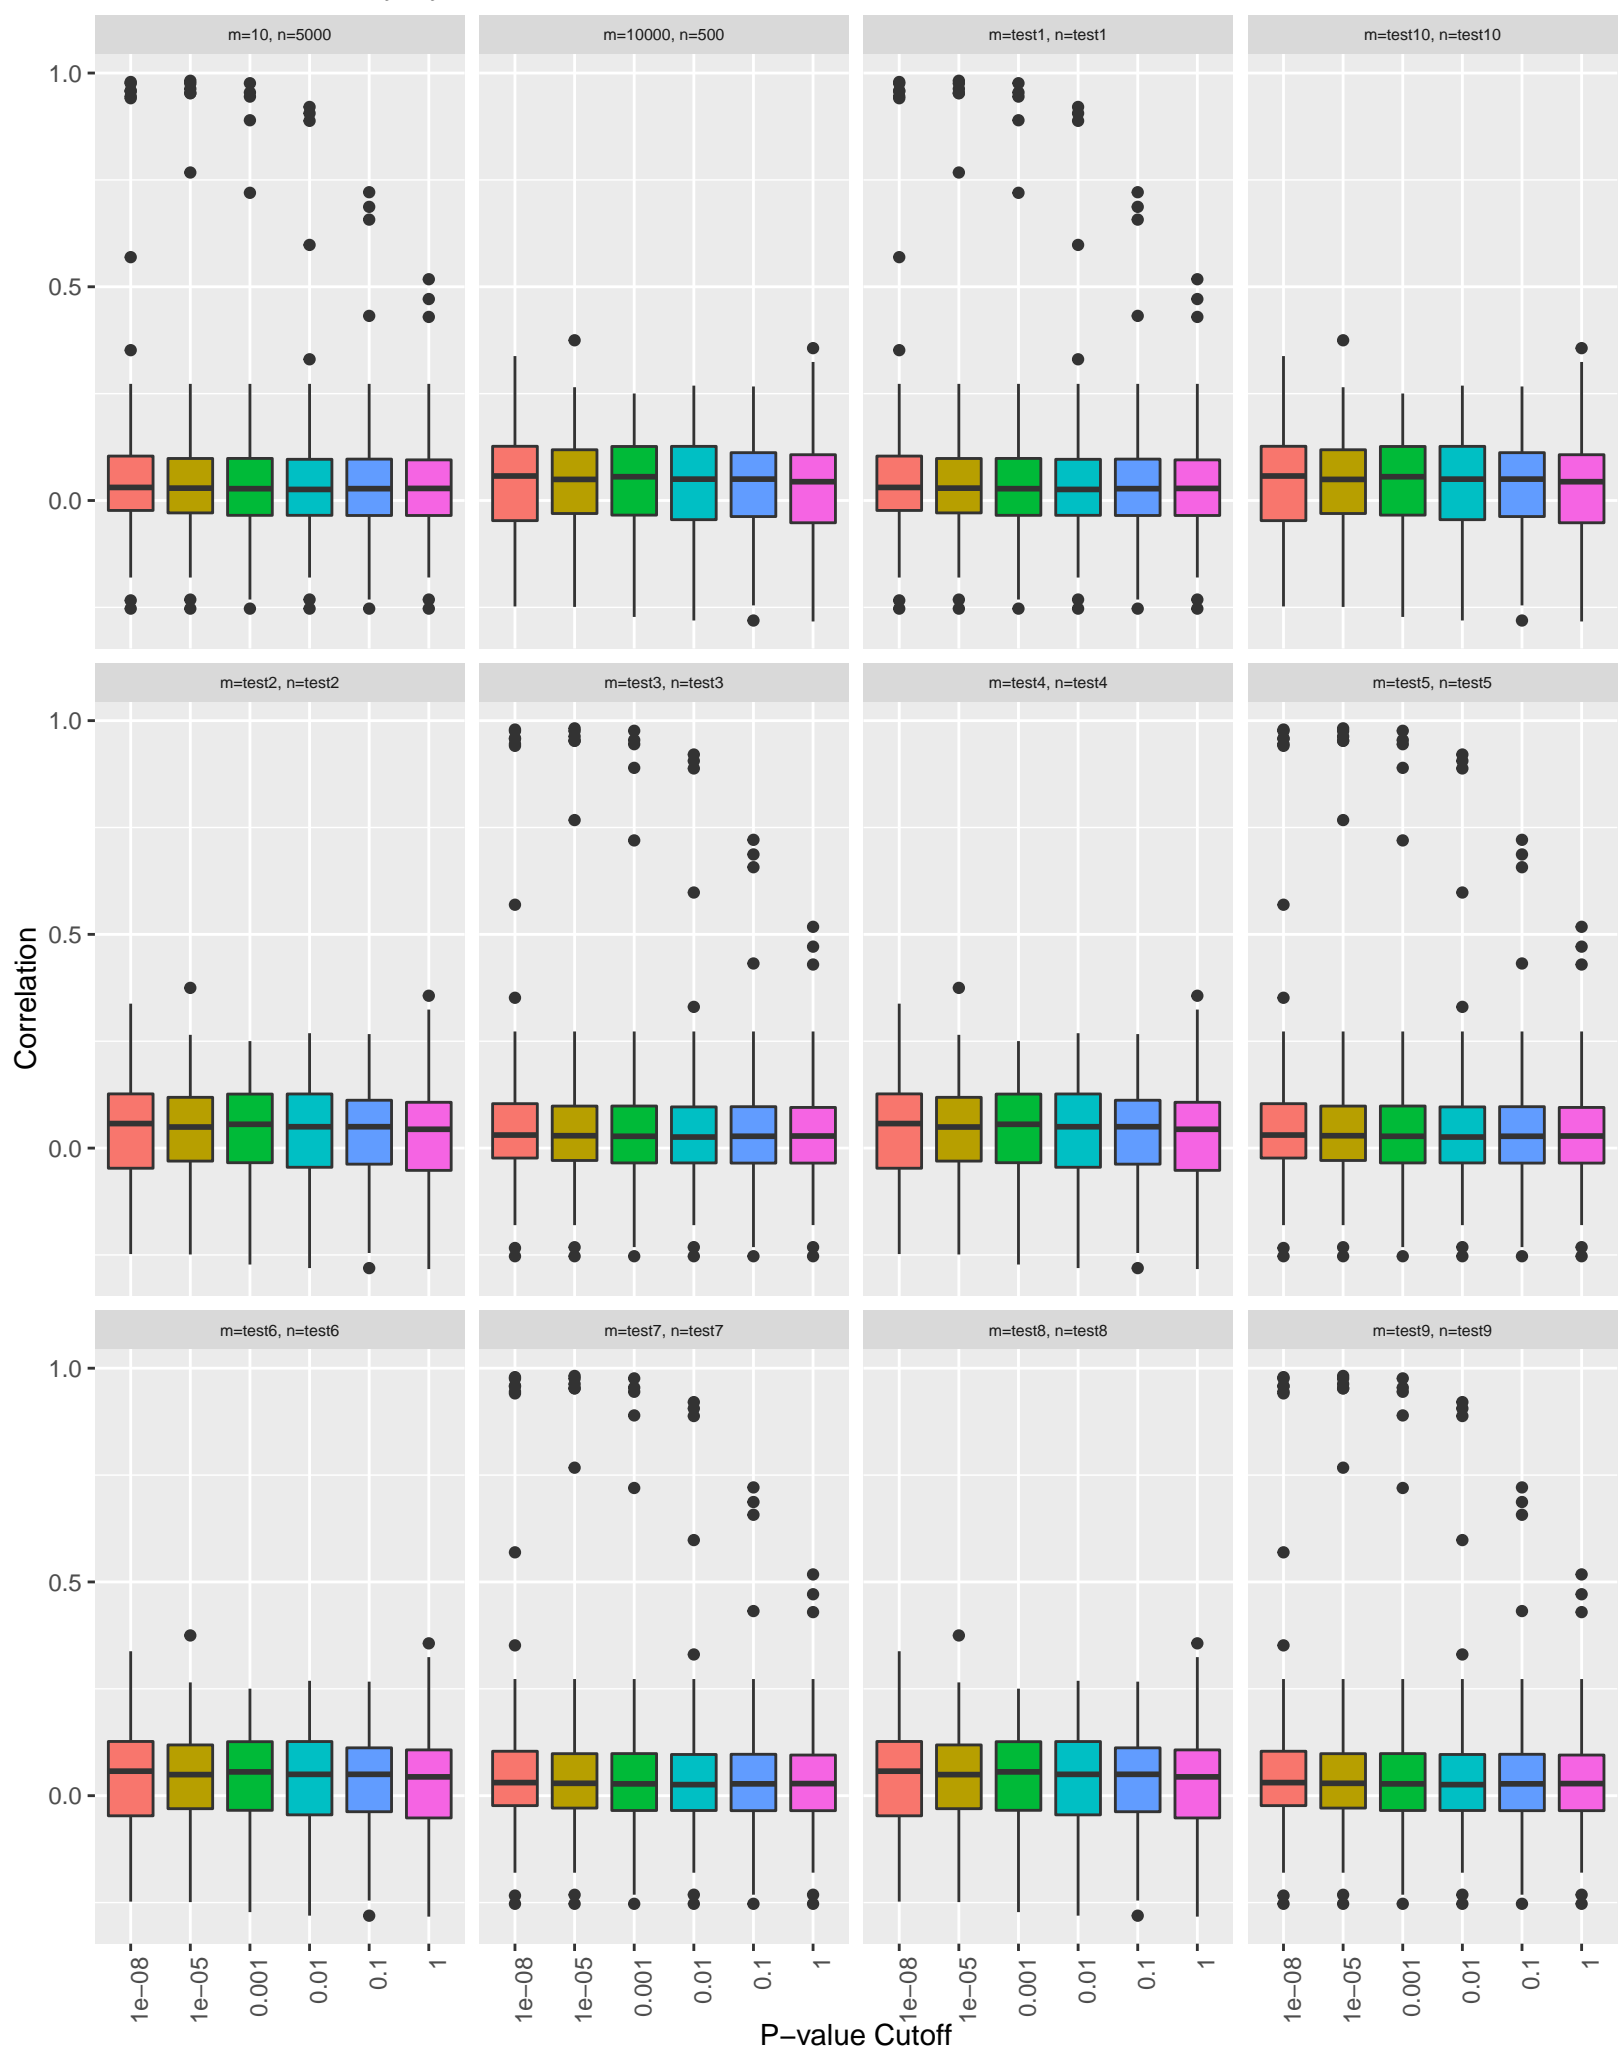 m=10, n=5000
m=10000, n=500
m=test1, n=test1
m=test10, n=test10
1.0
0.5
0.0
m=test2, n=test2
m=test3, n=test3
m=test4, n=test4
m=test5, n=test5
1.0
0.5
0.0
Correlation
m=test6, n=test6
m=test7, n=test7
m=test8, n=test8
m=test9, n=test9
1.0
0.5
0.0
1e−08
1e−05
0.001
0.01
0.1
1
1e−08
1e−05
0.001
0.01
0.1
1
1e−08
1e−05
0.001
0.01
0.1
1
1e−08
1e−05
0.001
0.01
0.1
1
P−value Cutoff